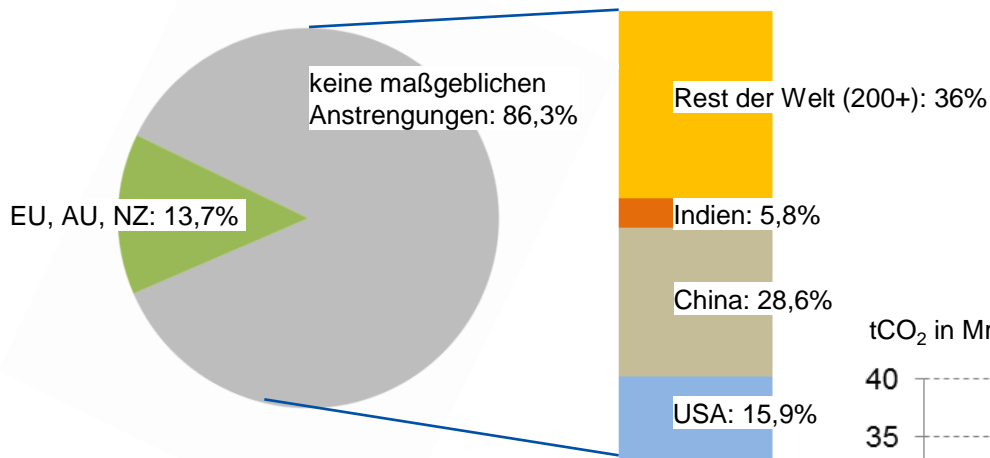 keine maßgeblichen
Anstrengungen: 86,3%
Rest der Welt (200+): 36%
EU, AU, NZ: 13,7%
Indien: 5,8%
China: 28,6%
tCO₂ in
40
USA: 15,9%
35